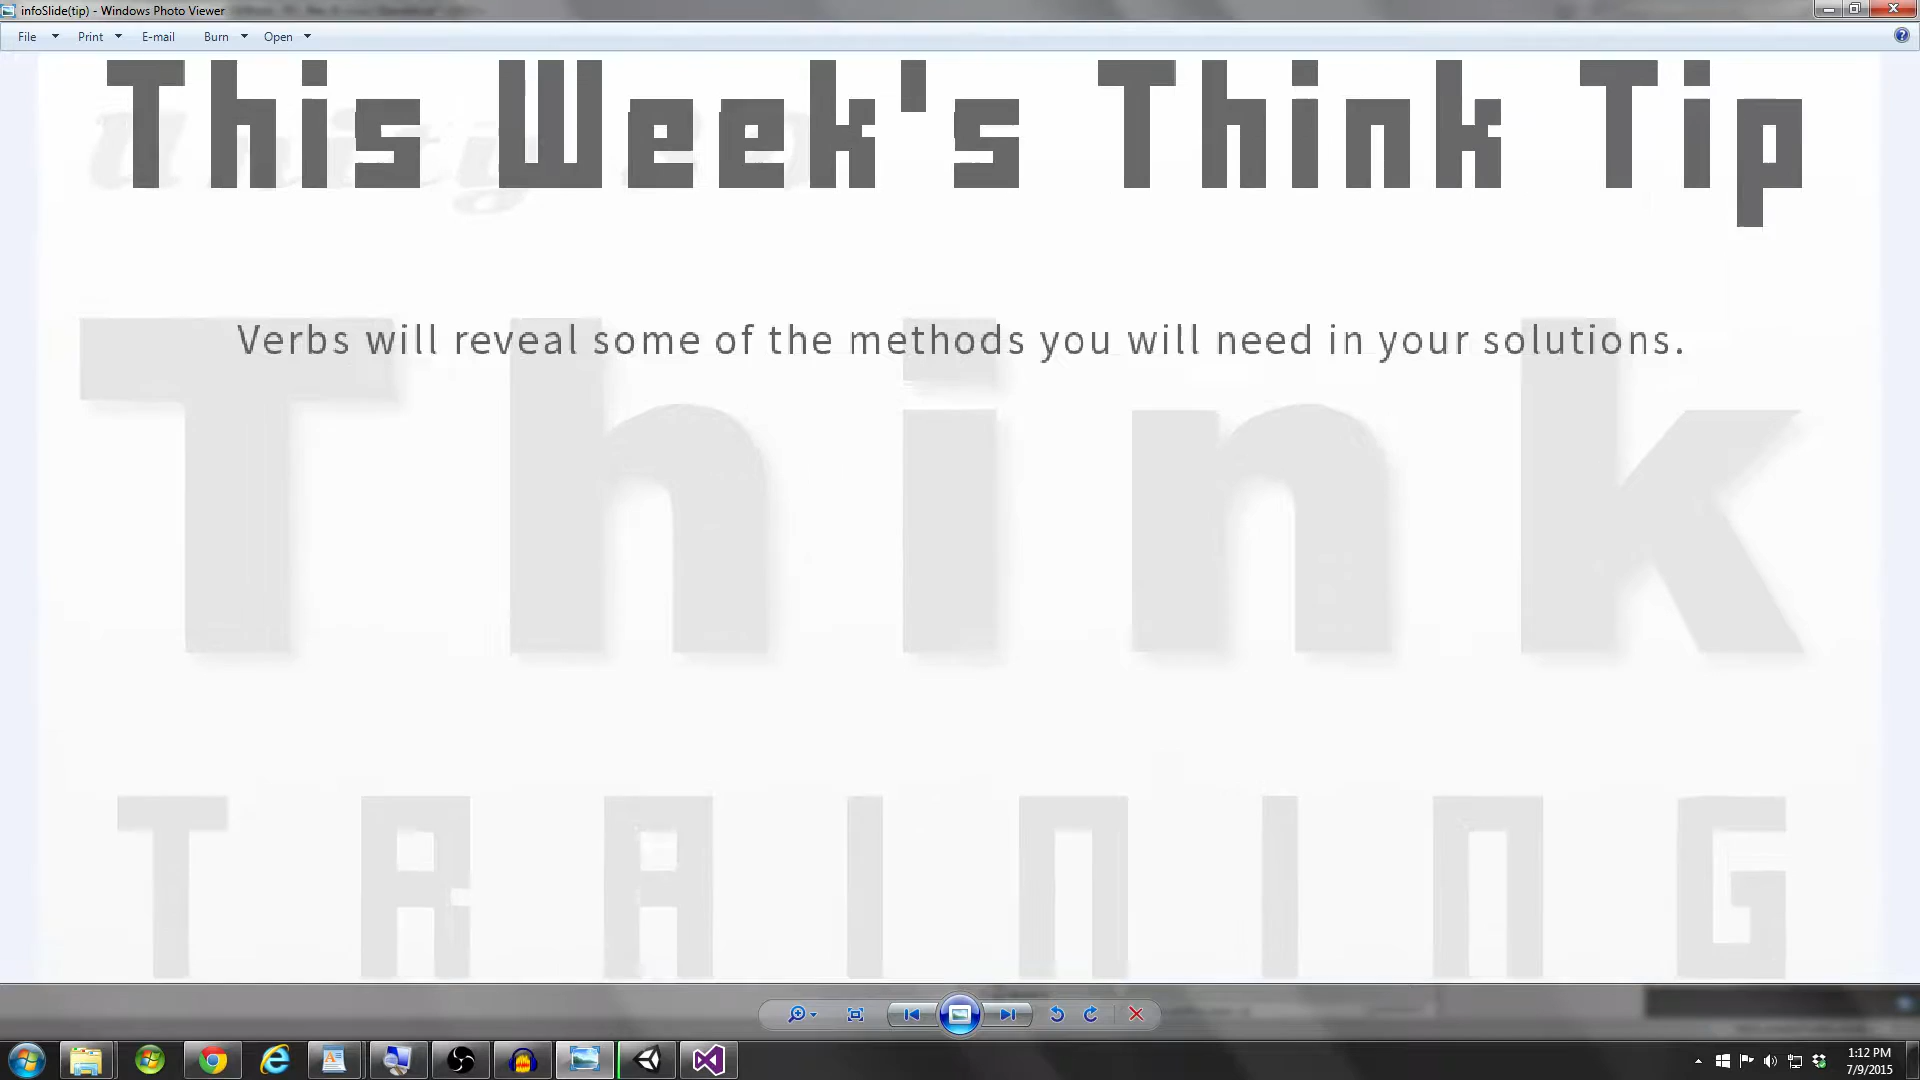 infoSlide(tip) - Windows Photo Viewer
File Print E-mail Burn Open
This Week's Think Tip
Verbs will reveal some of the methods you will need in your solutions.
Think
TRAINING
1:12 PM
7/9/2015